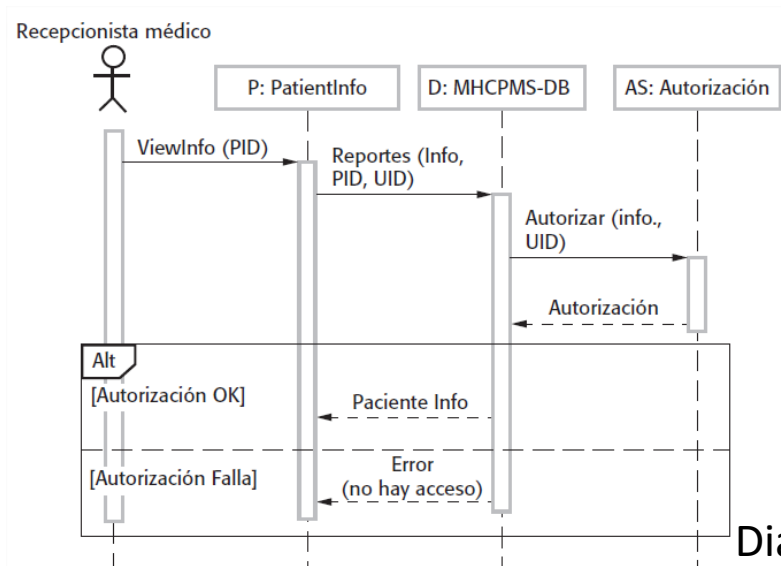 Recepcionista médico
P: PatientInfo
D: MHCPMS-DB
AS: Autorización
ViewInfo (PID)
Reportes (Info,
PID, UID)
Autorizar (info.,
UID)
Autorización
Alt
[Autorización OK]
Paciente Info
[Autorización Falla]
Error
(no hay acceso)